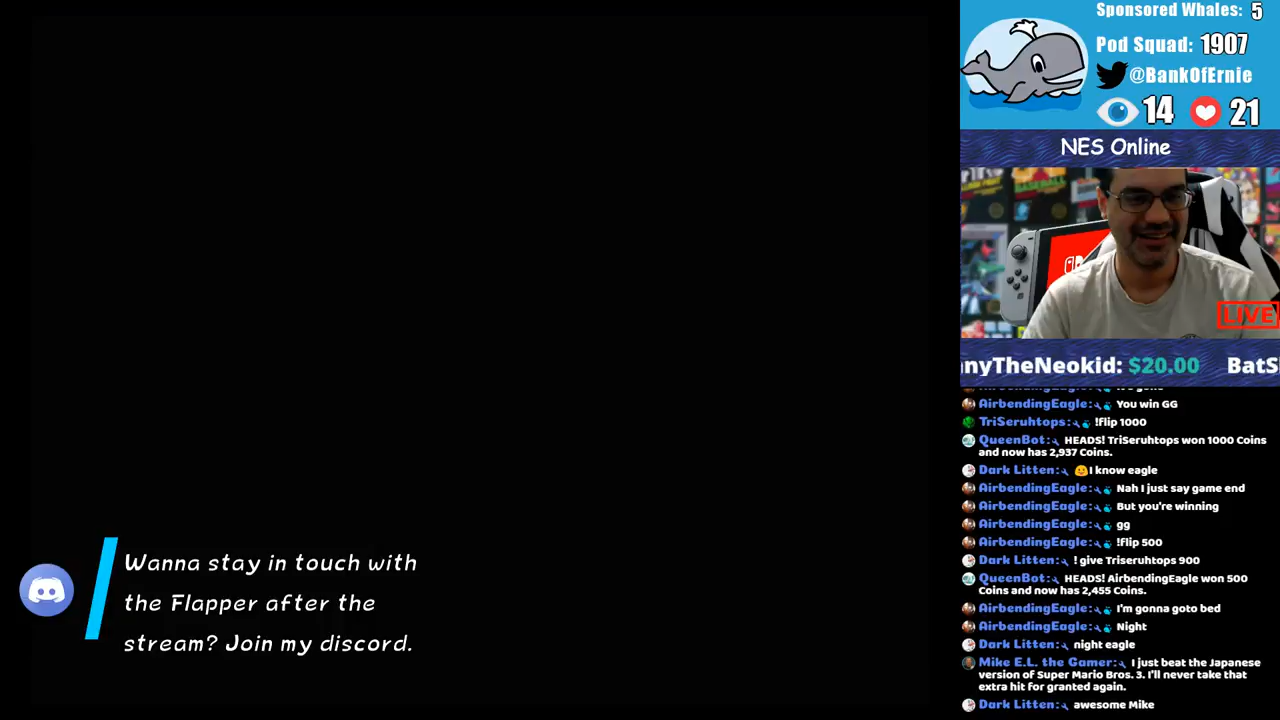 Sponsored Whales: 5
Pod Squad: 1907
@BankOfErnie
14 21
NES Online
LIVE
nyTheNeokid: $20.00 BatS
AirbendingEagle: You win GG
TriSeruhtops: !flip 1000
QueenBot: HEADS! TriSeruhtops won 1000 Coins
and now has 2,937 Coins.
Dark Litten: I know eagle
AirbendingEagle: Nah I just say game end
AirbendingEagle: But you're winning
AirbendingEagle: gg
AirbendingEagle: !flip 500
Dark Litten: ! give Triseruhtops 900
QueenBot: HEADS! AirbendingEagle won 500
Coins and now has 2,455 Coins.
AirbendingEagle: I'm gonna goto bed
AirbendingEagle: Night
Dark Litten: night eagle
Mike E.L. the Gamer: I just beat the Japanese
version of Super Mario Bros. 3. I'll never take that
extra hit for granted again.
Dark Litten: awesome Mike
Wanna stay in touch with
the Flapper after the
stream? Join my discord.